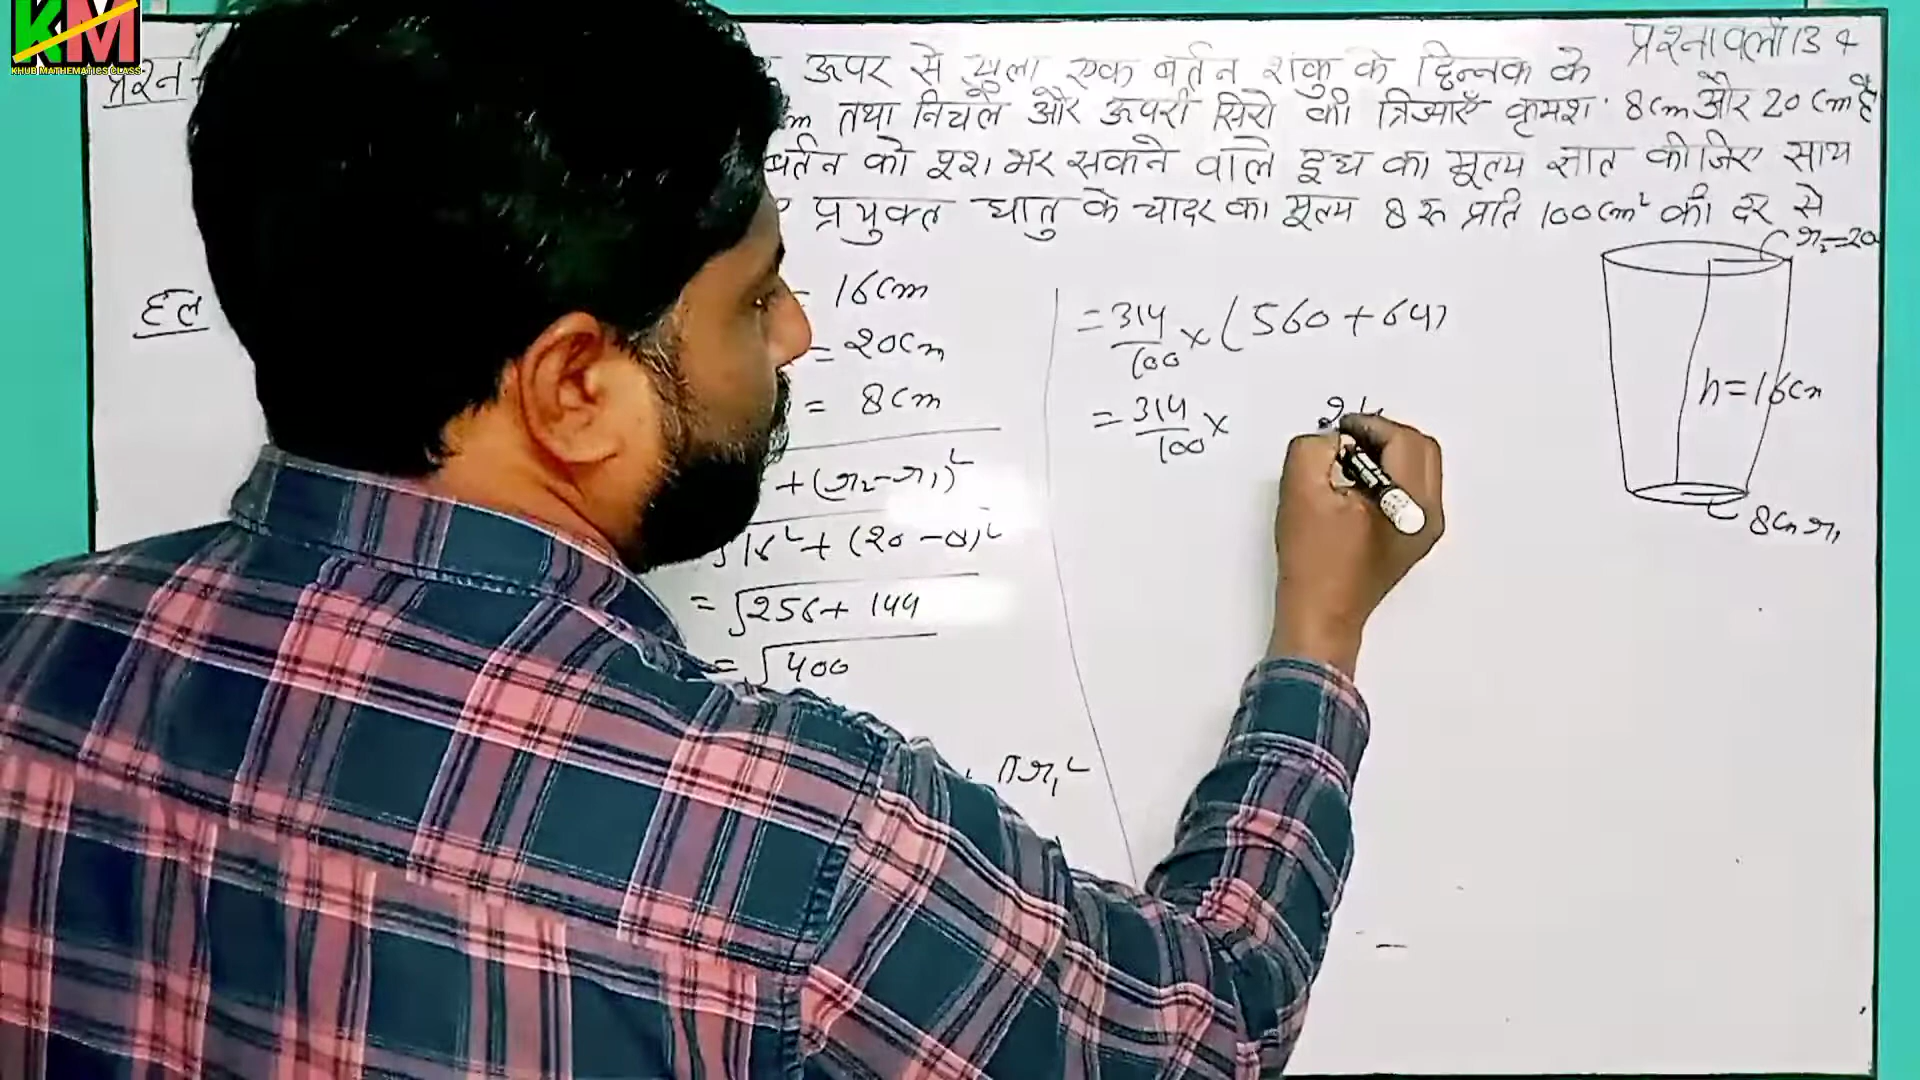 KM
KHUB MATHEMATICS CLASS
प्रश्नावली 13.4
प्रश्न
ऊपर से खुला एक बर्तन शंकु के छिन्नक के
cm तथा निचले और ऊपरी सिरो की त्रिज्याएँ क्रमश: 8cm और 20cm है
बर्तन को भर सकने वाले दूध का मूल्य ज्ञात कीजिए साथ
प्रयुक्त धातु के चादर का मूल्य 8 रू प्रति 100cm² की दर से
हल
= 16cm
= 20cm
= 8cm
+(r₂-r₁)²
√16²+(20-8)²
= √256+144
= √400
πr₁²
= 314/100 × (560+64)
= 314/100 ×
r₂=20
h=16cm
8cm r₁